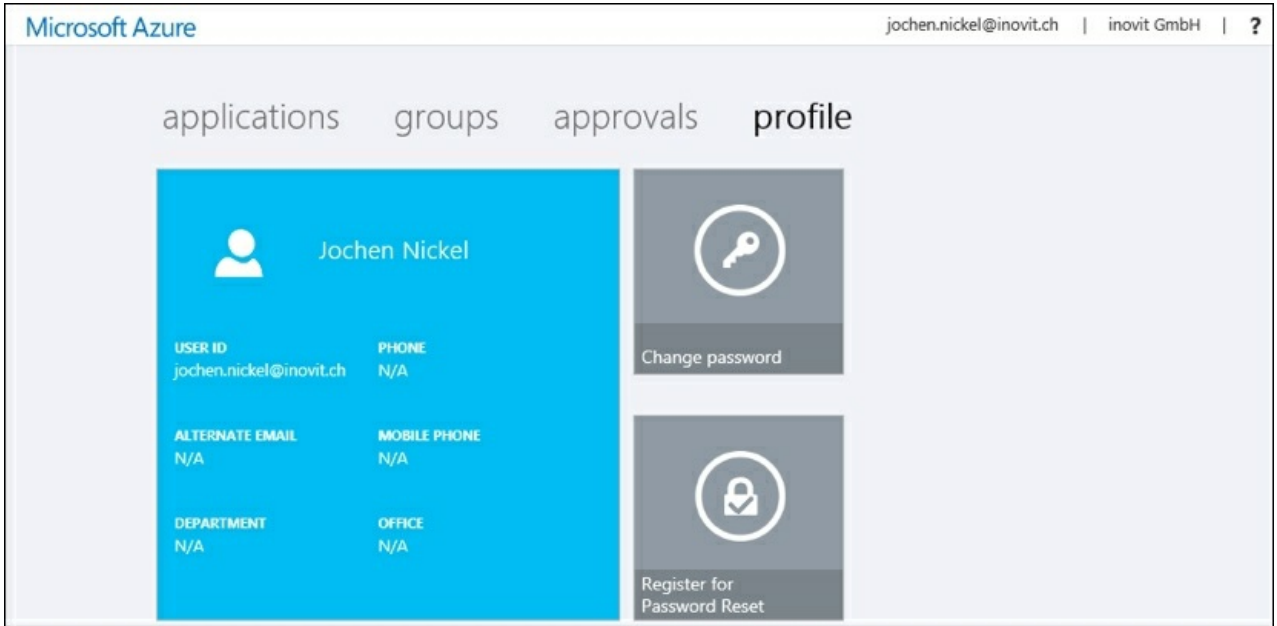 Microsoft Azure
jochen.nickel@inovit.ch | inovit GmbH | ?
applications groups approvals profile
Jochen Nickel
USER ID PHONE
jochen.nickel@inovit.ch N/A
ALTERNATE EMAIL MOBILE PHONE
N/A N/A
DEPARTMENT OFFICE
N/A N/A
Change password
Register for
Password Reset